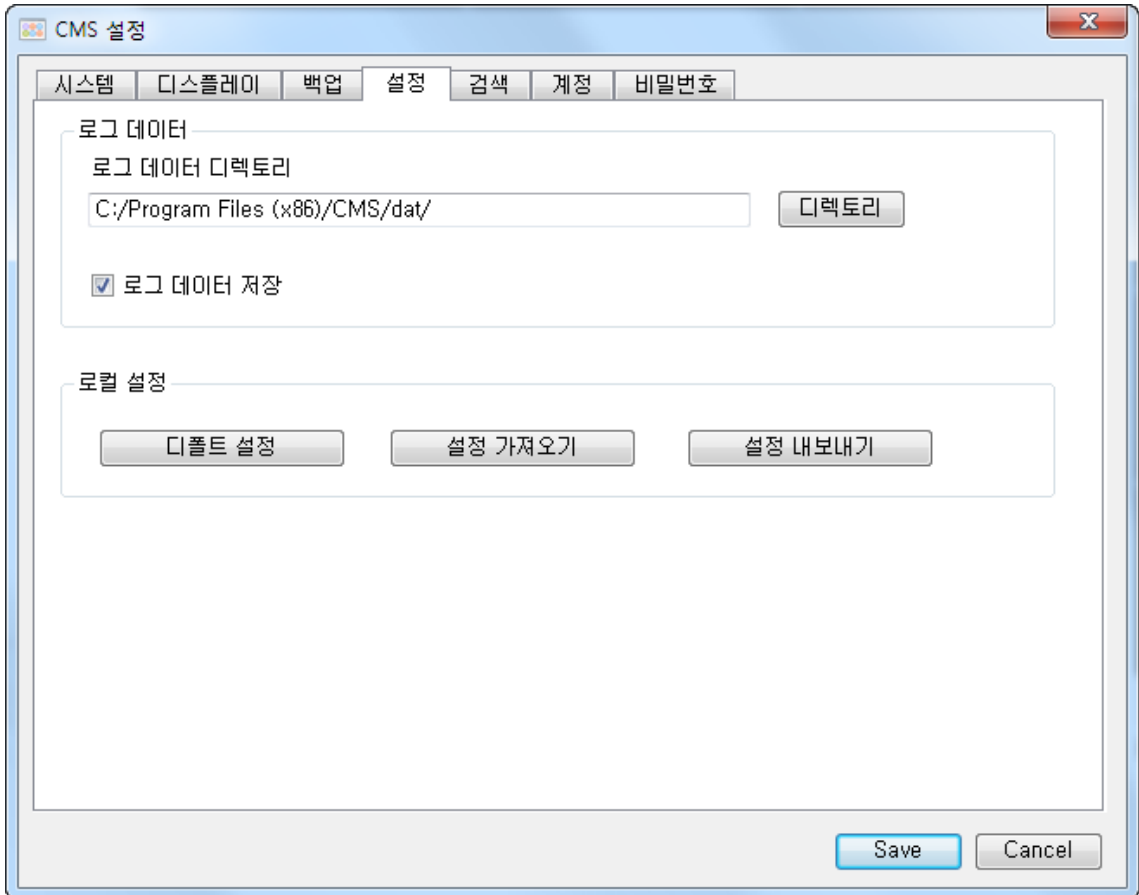 CMS 설정
시스템 디스플레이 백업 설정 검색 계정 비밀번호
로그 데이터
로그 데이터 디렉토리
C:/Program Files (x86)/CMS/dat/ 디렉토리
로그 데이터 저장
로컬 설정
디폴트 설정 설정 가져오기 설정 내보내기
Save Cancel